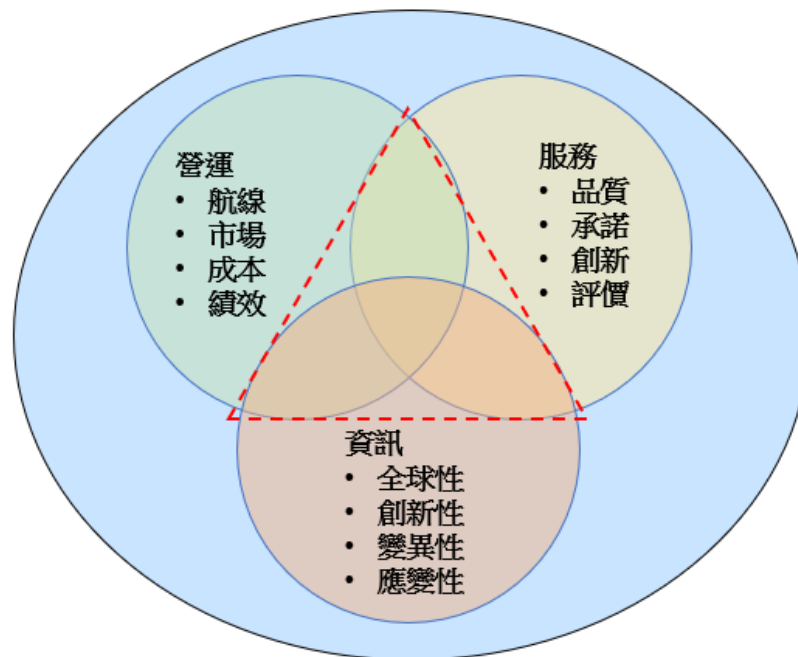 營運
• 航線
• 市場
• 成本
• 績效
服務
• 品質
• 承諾
• 創新
• 評價
資訊
• 全球性
• 創新性
• 變異性
• 應變性